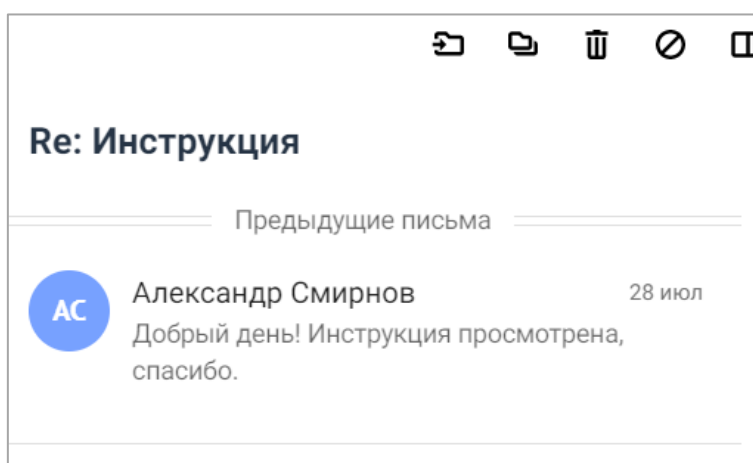 Re: Инструкция
Предыдущие письма
АС
Александр Смирнов
28 июл
Добрый день! Инструкция просмотрена,
спасибо.